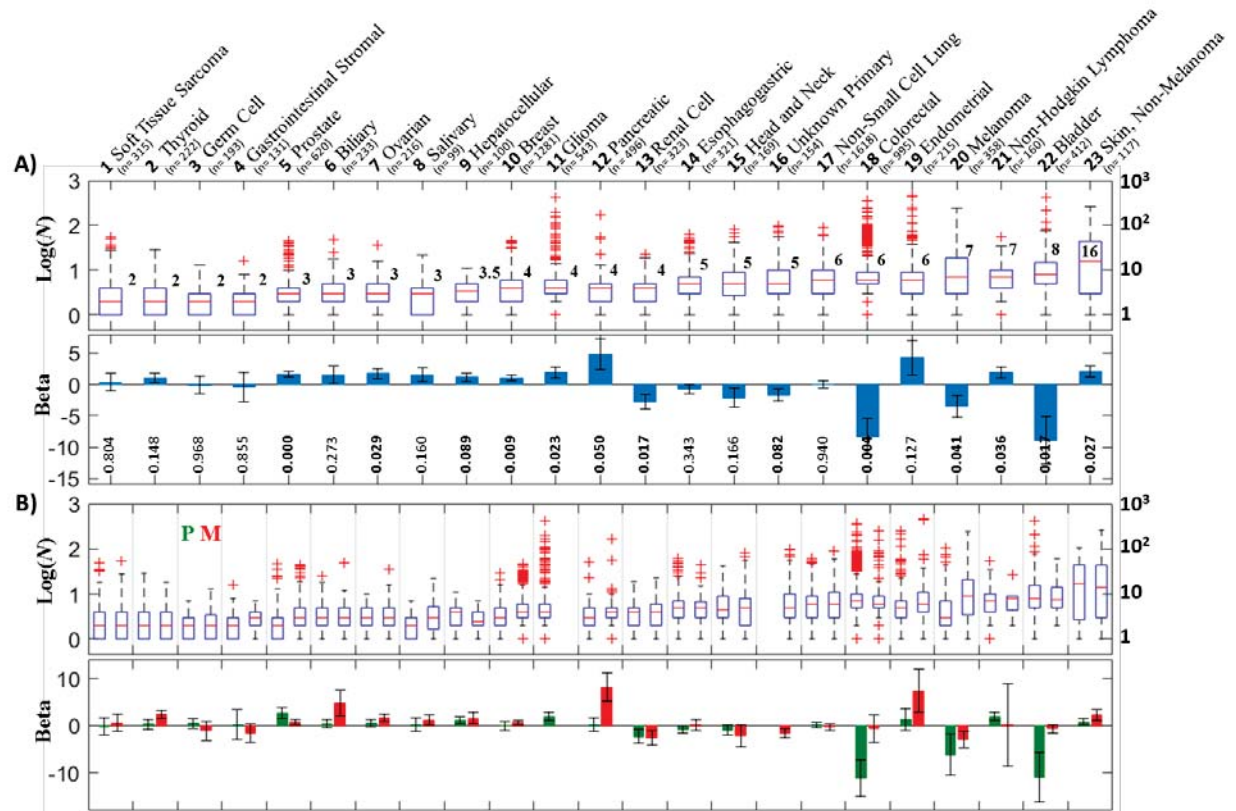 1 Soft Tissue Sarcoma
(n= 315)
2 Thyroid
(n= 232)
3 Germ Cell
(n= 193)
4 Gastrointestinal Stromal
(n= 131)
5 Prostate
(n= 620)
6 Biliary
(n= 233)
7 Ovarian
(n= 216)
8 Salivary
(n= 99)
9 Hepatocellular
(n= 100)
10 Breast
(n= 1281)
11 Glioma
(n= 543)
12 Pancreatic
(n= 496)
13 Renal Cell
(n= 323)
14 Esophagogastric
(n= 321)
15 Head and Neck
(n= 169)
16 Unknown Primary
(n= 154)
17 Non-Small Cell Lung
(n= 1618)
18 Colorectal
(n= 995)
19 Endometrial
(n= 215)
20 Melanoma
(n= 358)
21 Non-Hodgkin Lymphoma
(n= 160)
22 Bladder
(n= 412)
23 Skin, Non-Melanoma
(n= 117)
A)
Log(N)
3
2
1
0
10³
10²
10
1
2 2 2 2 3 3 3 3 3.5 4 4 4 4 5 5 5 6 6 6 7 7 8 16
Beta
5
0
-5
-10
-15
0.804 0.148 0.968 0.855 0.000 0.273 0.029 0.160 0.089 0.009 0.023 0.050 0.017 0.343 0.166 0.082 0.940 0.004 0.127 0.041 0.036 0.017 0.027
B)
Log(N)
3
2
1
0
P M
10³
10²
10
1
Beta
10
0
-10